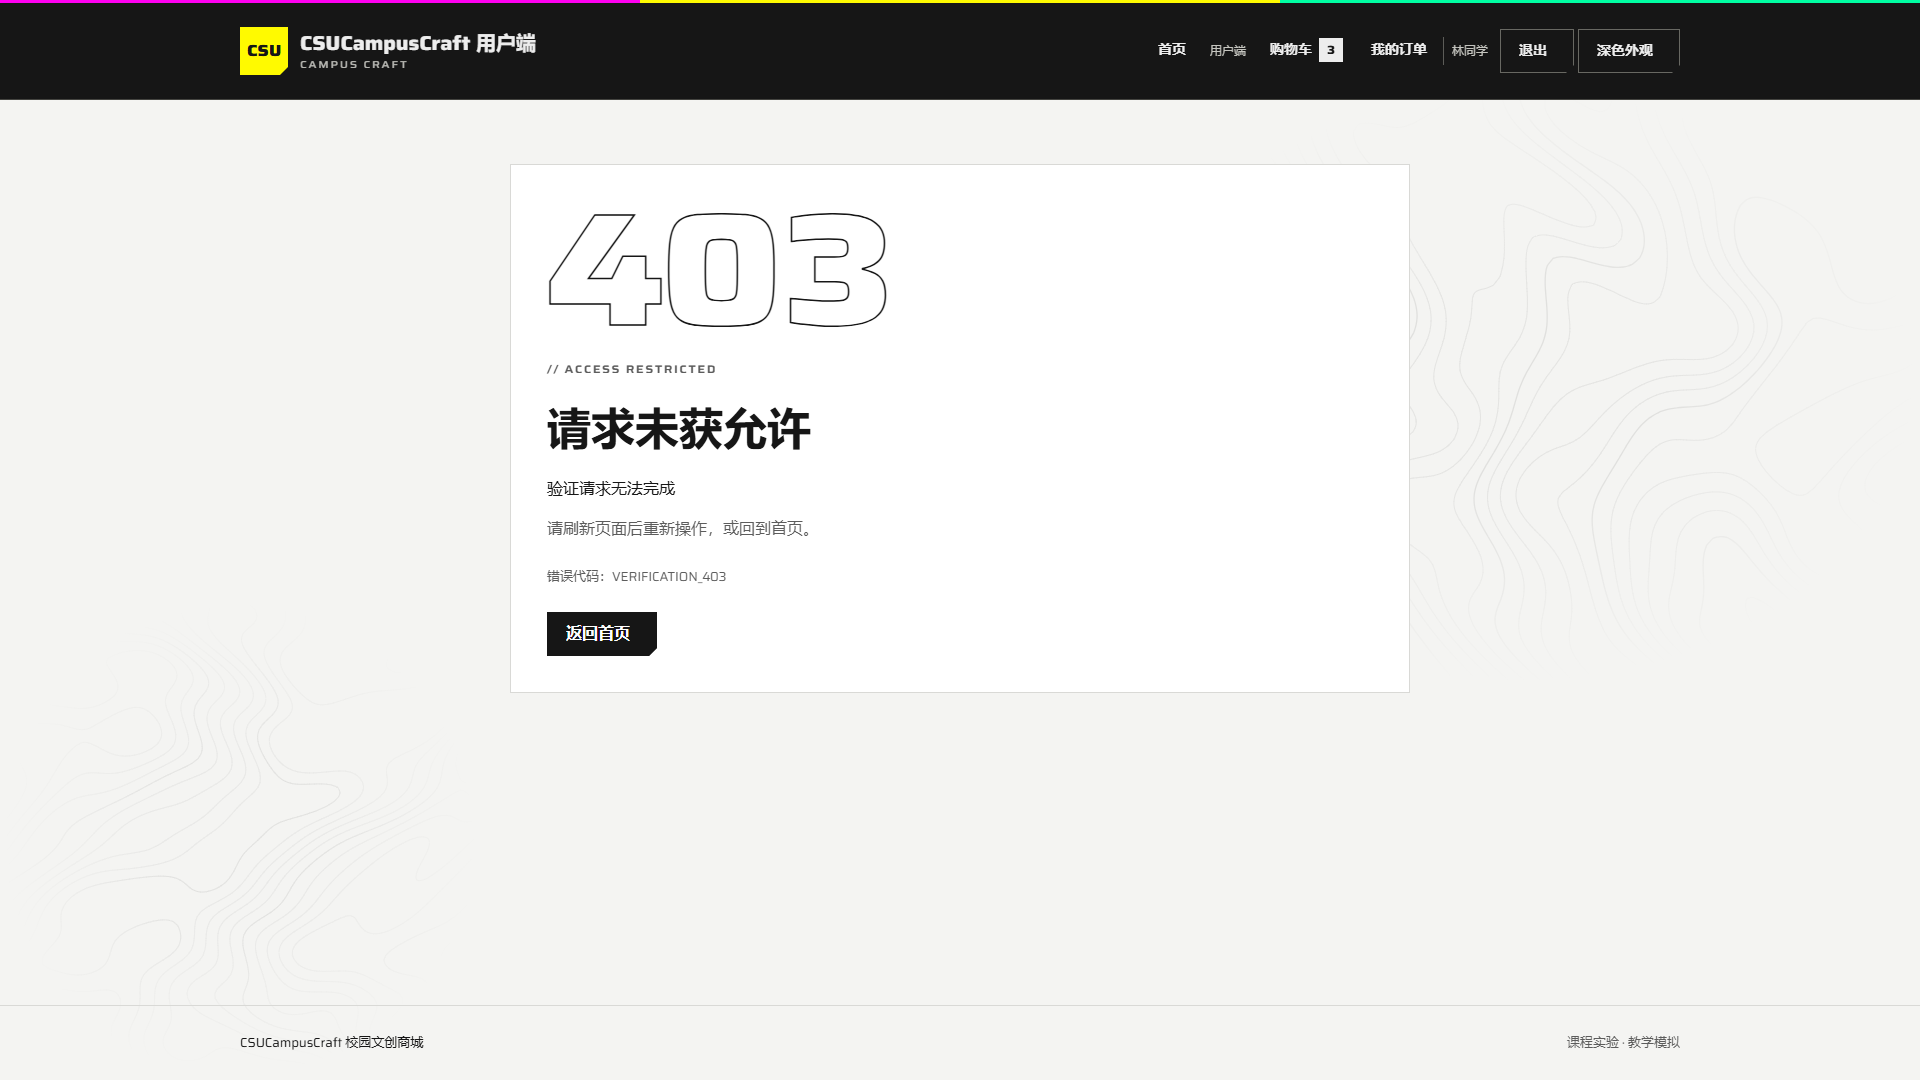 CSU
CSUCampusCraft 用户端
CAMPUS CRAFT
首页
用户端
购物车 3
我的订单
林同学
退出
深色外观
403
// ACCESS RESTRICTED
请求未获允许
验证请求无法完成
请刷新页面后重新操作，或回到首页。
错误代码：VERIFICATION_403
返回首页
CSUCampusCraft 校园文创商城
课程实验 · 教学模拟